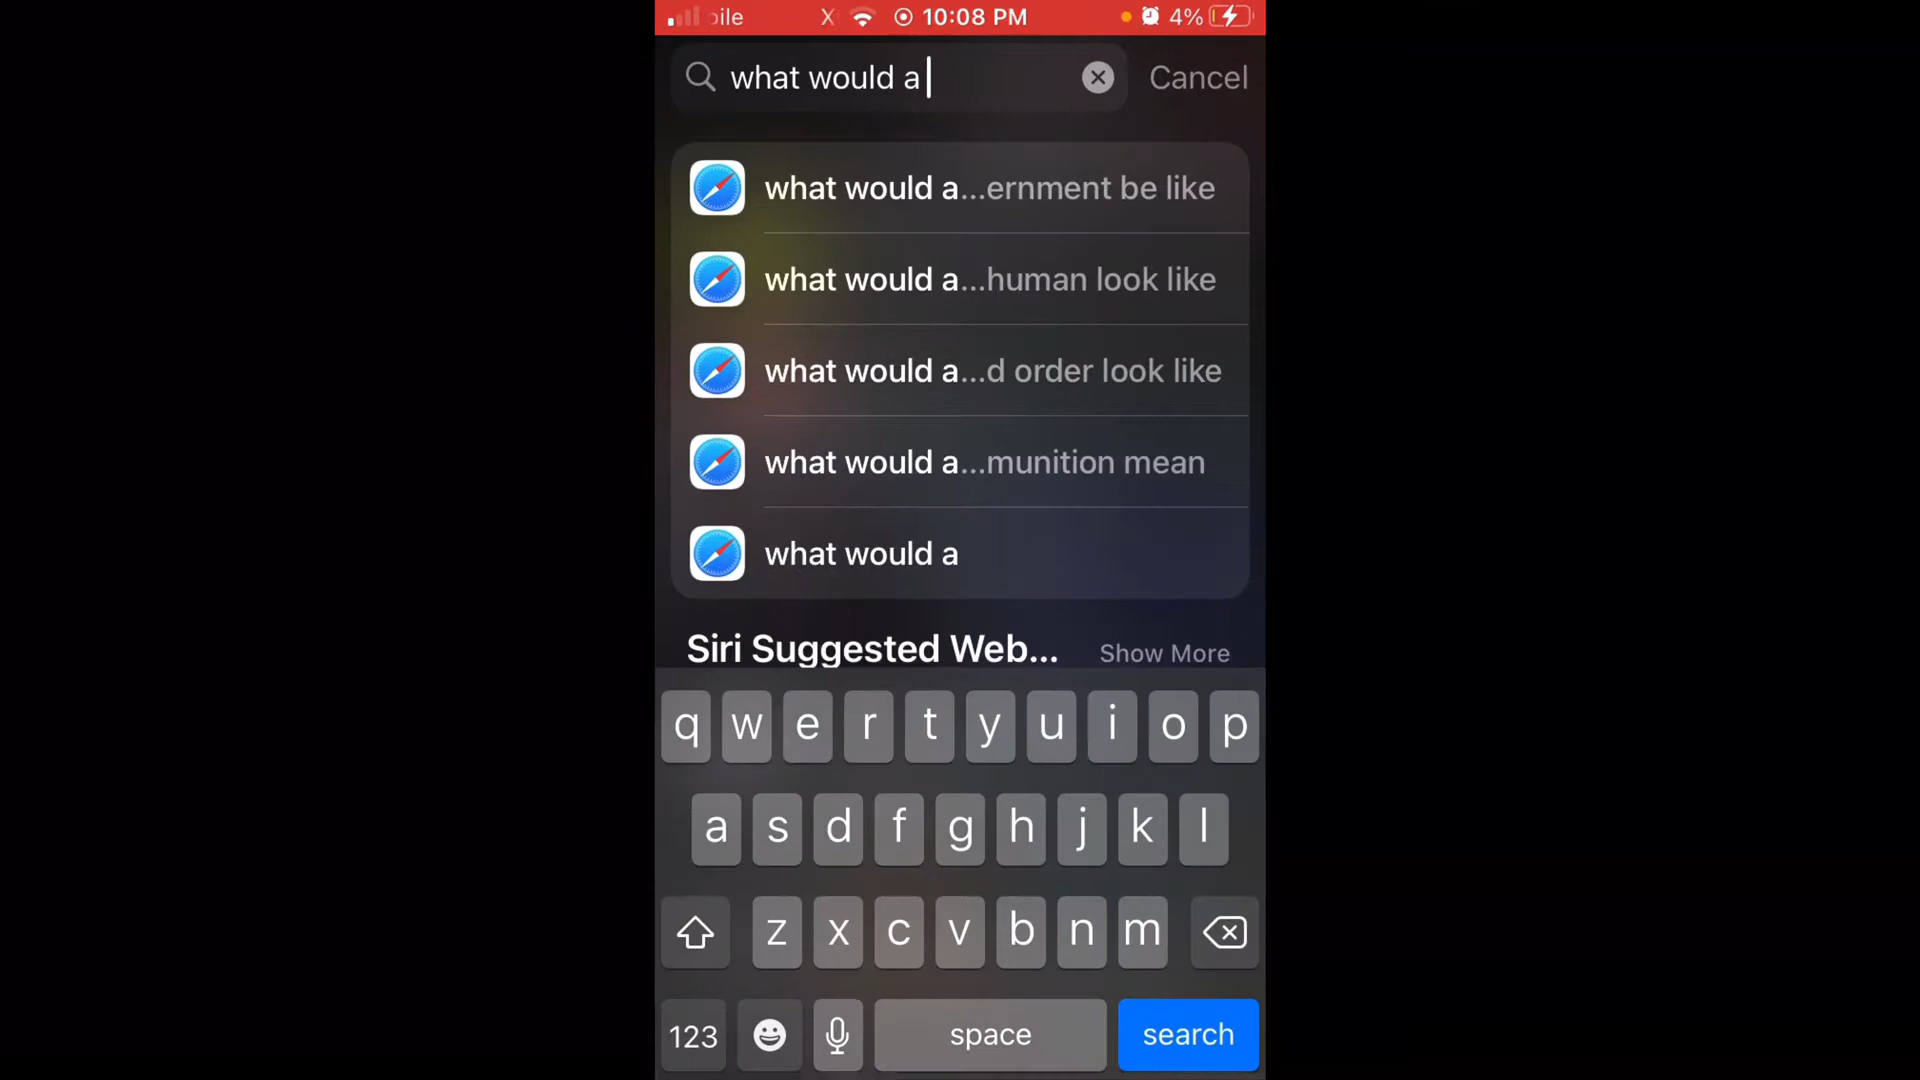 oile X 10:08 PM 4%
what would a Cancel
what would a...ernment be like
what would a...human look like
what would a...d order look like
what would a...munition mean
what would a
Siri Suggested Web... Show More
q w e r t y u i o p
a s d f g h j k l
z x c v b n m
123 space search